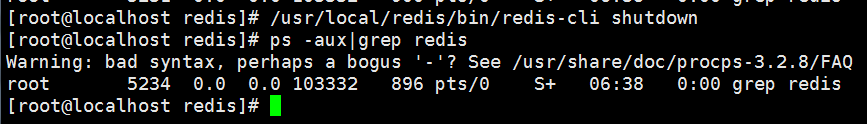 [root@localhost redis]# /usr/local/redis/bin/redis-cli shutdown
[root@localhost redis]# ps -aux|grep redis
Warning: bad syntax, perhaps a bogus '-'? See /usr/share/doc/procps-3.2.8/FAQ
root      5234  0.0  0.0 103332   896 pts/0    S+   06:38   0:00 grep redis
[root@localhost redis]#